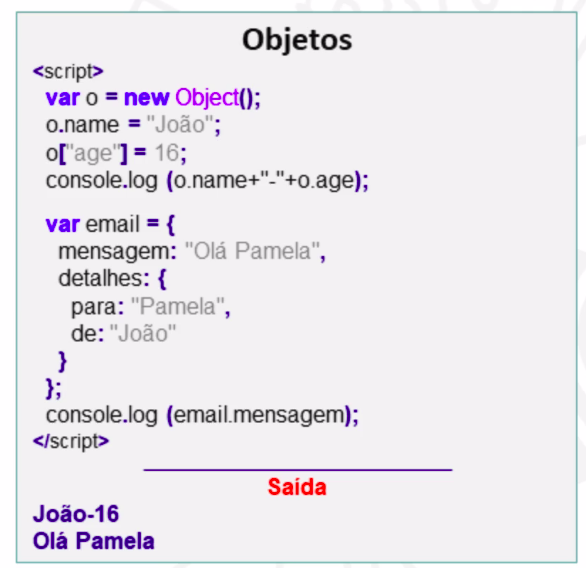 Objetos
<script>
var o = new Object();
o.name = "João";
o["age"] = 16;
console.log (o.name+"-"+o.age);
var email = {
mensagem: "Olá Pamela",
detalhes: {
para: "Pamela",
de: "João"
}
};
console.log (email.mensagem);
</script>
Saída
João-16
Olá Pamela